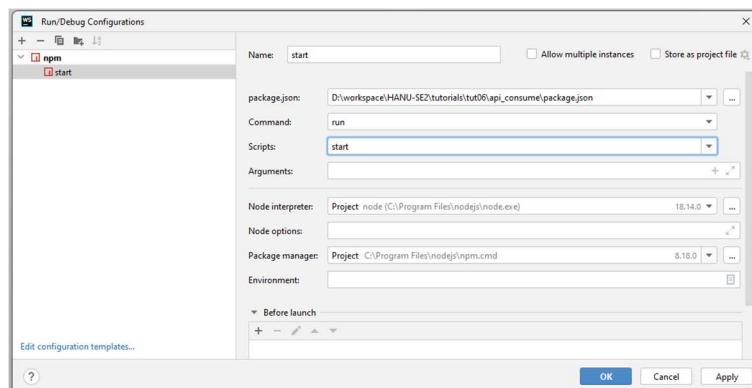 WS Run/Debug Configurations
npm
start
Edit configuration templates...
Name: start
Allow multiple instances
Store as project file
package.json: D:\workspace\HANU-SE2\tutorials\tut06\api_consume\package.json
Command: run
Scripts: start
Arguments:
Node interpreter: Project node (C:\Program Files\nodejs\node.exe) 18.14.0
Node options:
Package manager: Project C:\Program Files\nodejs\npm.cmd 8.18.0
Environment:
Before launch
? OK Cancel Apply